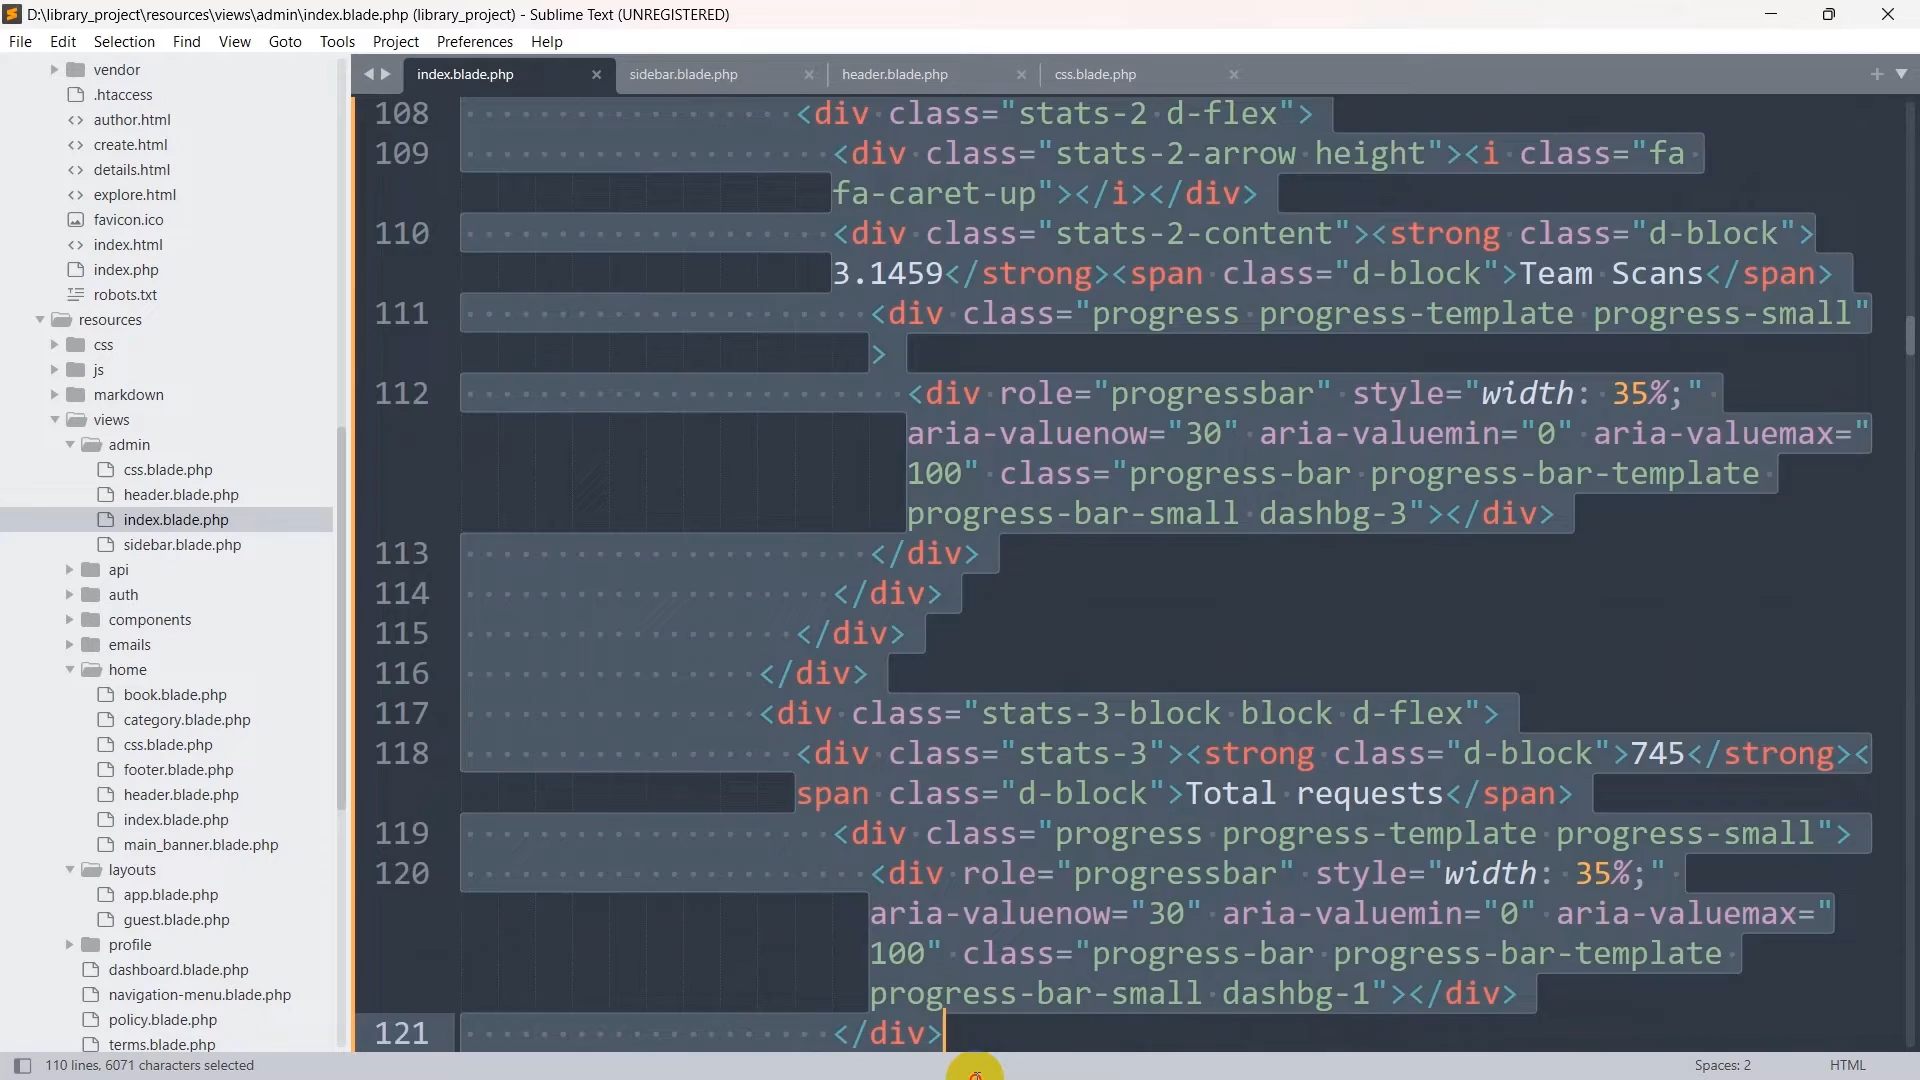 D:\library_project\resources\views\admin\index.blade.php (library_project) - Sublime Text (UNREGISTERED)
File Edit Selection Find View Goto Tools Project Preferences Help
vendor
.htaccess
author.html
create.html
details.html
explore.html
favicon.ico
index.html
index.php
robots.txt
resources
css
js
markdown
views
admin
css.blade.php
header.blade.php
index.blade.php
sidebar.blade.php
api
auth
components
emails
home
book.blade.php
category.blade.php
css.blade.php
footer.blade.php
header.blade.php
index.blade.php
main_banner.blade.php
layouts
app.blade.php
guest.blade.php
profile
dashboard.blade.php
navigation-menu.blade.php
policy.blade.php
terms.blade.php
index.blade.php sidebar.blade.php header.blade.php css.blade.php
108 <div class="stats-2 d-flex">
109 <div class="stats-2-arrow height"><i class="fa
fa-caret-up"></i></div>
110 <div class="stats-2-content"><strong class="d-block">
3.1459</strong><span class="d-block">Team Scans</span>
111 <div class="progress progress-template progress-small"
>
112 <div role="progressbar" style="width: 35%;"
aria-valuenow="30" aria-valuemin="0" aria-valuemax="
100" class="progress-bar progress-bar-template
progress-bar-small dashbg-3"></div>
113 </div>
114 </div>
115 </div>
116 </div>
117 <div class="stats-3-block block d-flex">
118 <div class="stats-3"><strong class="d-block">745</strong><
span class="d-block">Total requests</span>
119 <div class="progress progress-template progress-small">
120 <div role="progressbar" style="width: 35%;"
aria-valuenow="30" aria-valuemin="0" aria-valuemax="
100" class="progress-bar progress-bar-template
progress-bar-small dashbg-1"></div>
121 </div>
110 lines, 6071 characters selected
Spaces: 2
HTML